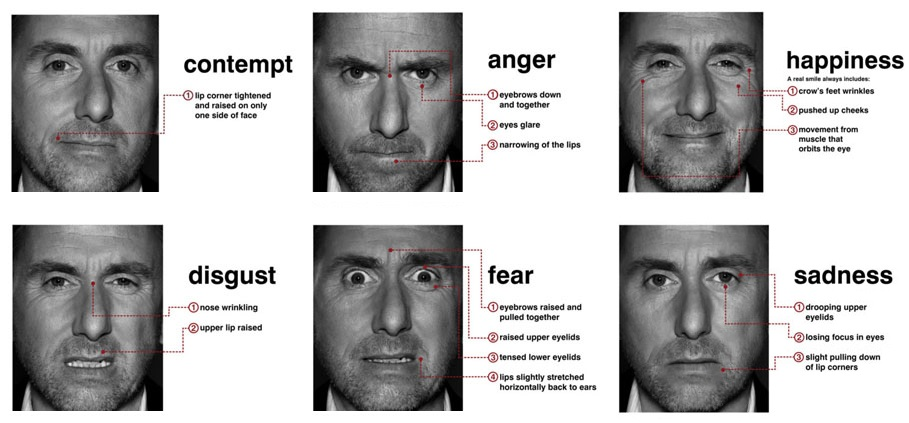 contempt
1 lip corner tightened
and raised on only
one side of face
anger
1 eyebrows down
and together
2 eyes glare
3 narrowing of the lips
happiness
A real smile always includes:
1 crow's feet wrinkles
2 pushed up cheeks
3 movement from
muscle that
orbits the eye
disgust
1 nose wrinkling
2 upper lip raised
fear
1 eyebrows raised and
pulled together
2 raised upper eyelids
3 tensed lower eyelids
4 lips slightly stretched
horizontally back to ears
sadness
1 drooping upper
eyelids
2 losing focus in eyes
3 slight pulling down
of lip corners